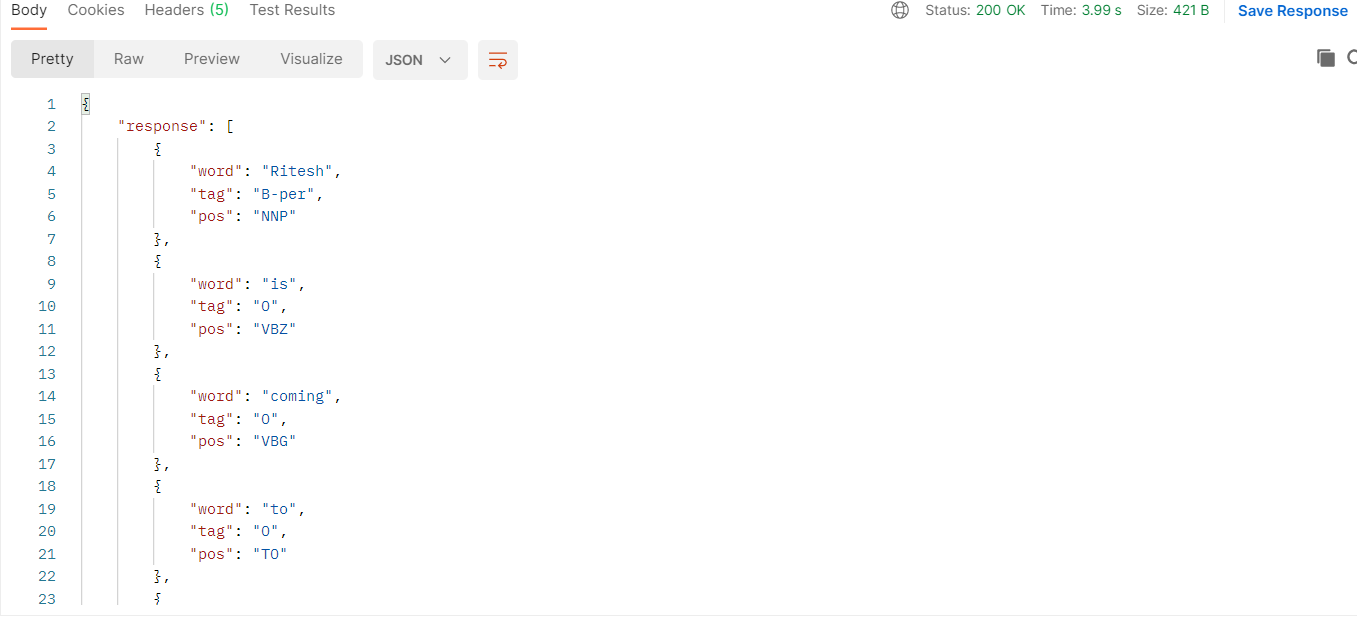 Body Cookies Headers (5) Test Results Status: 200 OK Time: 3.99 s Size: 421 B Save Response
Pretty Raw Preview Visualize JSON
1 {
2 "response": [
3 {
4 "word": "Ritesh",
5 "tag": "B-per",
6 "pos": "NNP"
7 },
8 {
9 "word": "is",
10 "tag": "O",
11 "pos": "VBZ"
12 },
13 {
14 "word": "coming",
15 "tag": "O",
16 "pos": "VBG"
17 },
18 {
19 "word": "to",
20 "tag": "O",
21 "pos": "TO"
22 },
23 {